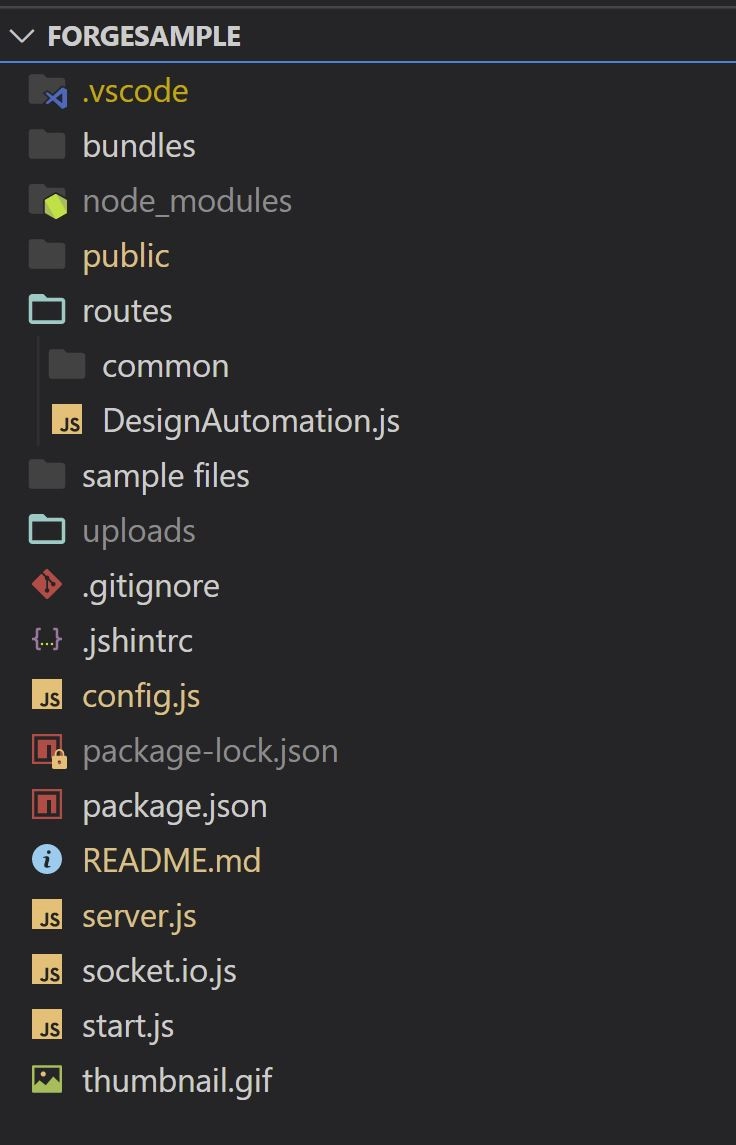 FORGESAMPLE
.vscode
bundles
node_modules
public
routes
common
JS DesignAutomation.js
sample files
uploads
.gitignore
{...} .jshintrc
JS config.js
package-lock.json
package.json
i README.md
JS server.js
JS socket.io.js
JS start.js
thumbnail.gif